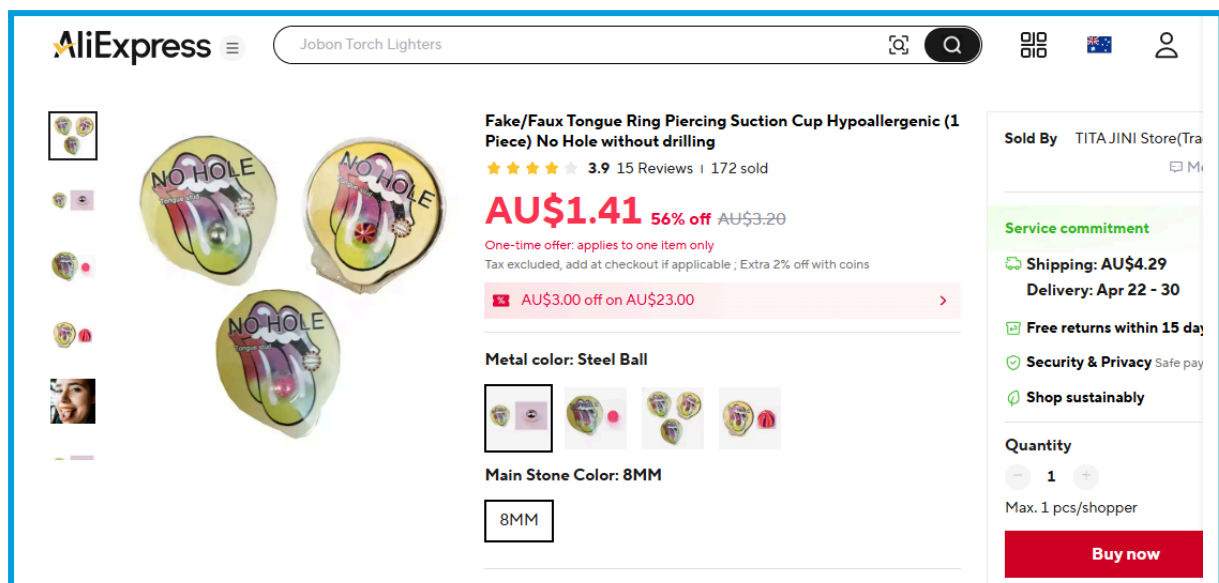 AliExpress
Jobon Torch Lighters
NO HOLE
Tongue stud
NO HOLE
NO HOLE
Tongue stud
Fake/Faux Tongue Ring Piercing Suction Cup Hypoallergenic (1
Piece) No Hole without drilling
3.9 15 Reviews 172 sold
AU$1.41 56% off AU$3.20
One-time offer: applies to one item only
Tax excluded, add at checkout if applicable ; Extra 2% off with coins
AU$3.00 off on AU$23.00
Metal color: Steel Ball
Main Stone Color: 8MM
8MM
Sold By TITA JINI Store(Tra
Service commitment
Shipping: AU$4.29
Delivery: Apr 22 - 30
Free returns within 15 day
Security & Privacy Safe pay
Shop sustainably
Quantity
1
Max. 1 pcs/shopper
Buy now